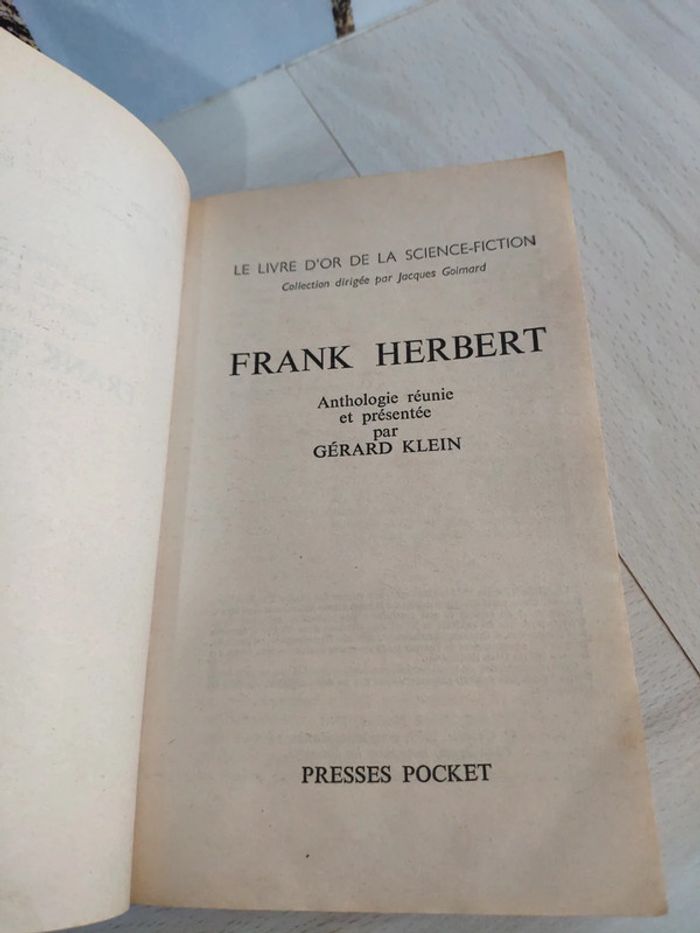 LE LIVRE D'OR DE LA SCIENCE-FICTION
Collection dirigée par Jacques Goimard
FRANK HERBERT
Anthologie réunie
et présentée
par
GÉRARD KLEIN
PRESSES POCKET